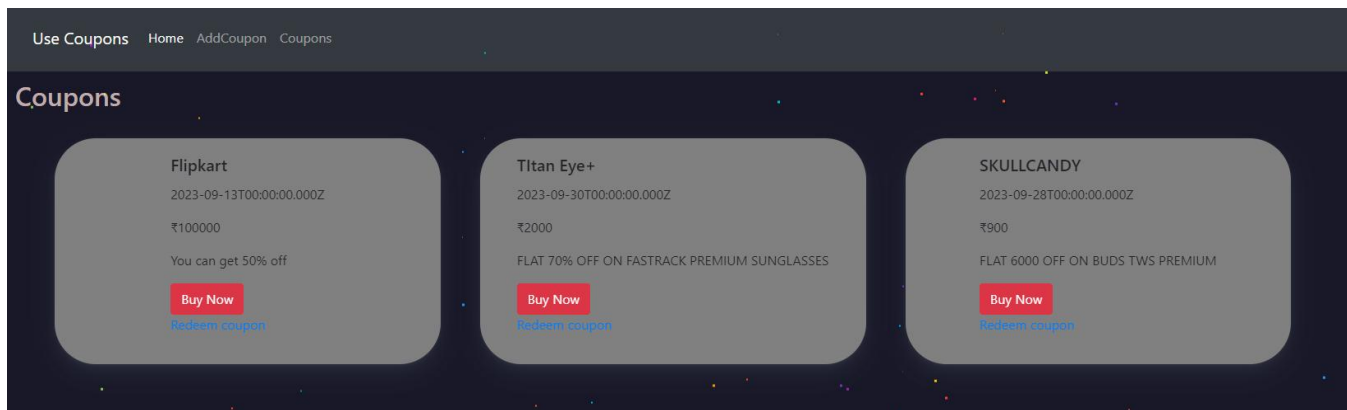 Use Coupons Home AddCoupon Coupons
Coupons
Flipkart
2023-09-13T00:00:00.000Z
₹100000
You can get 50% off
Buy Now
Redeem coupon
TItan Eye+
2023-09-30T00:00:00.000Z
₹2000
FLAT 70% OFF ON FASTRACK PREMIUM SUNGLASSES
Buy Now
Redeem coupon
SKULLCANDY
2023-09-28T00:00:00.000Z
₹900
FLAT 6000 OFF ON BUDS TWS PREMIUM
Buy Now
Redeem coupon